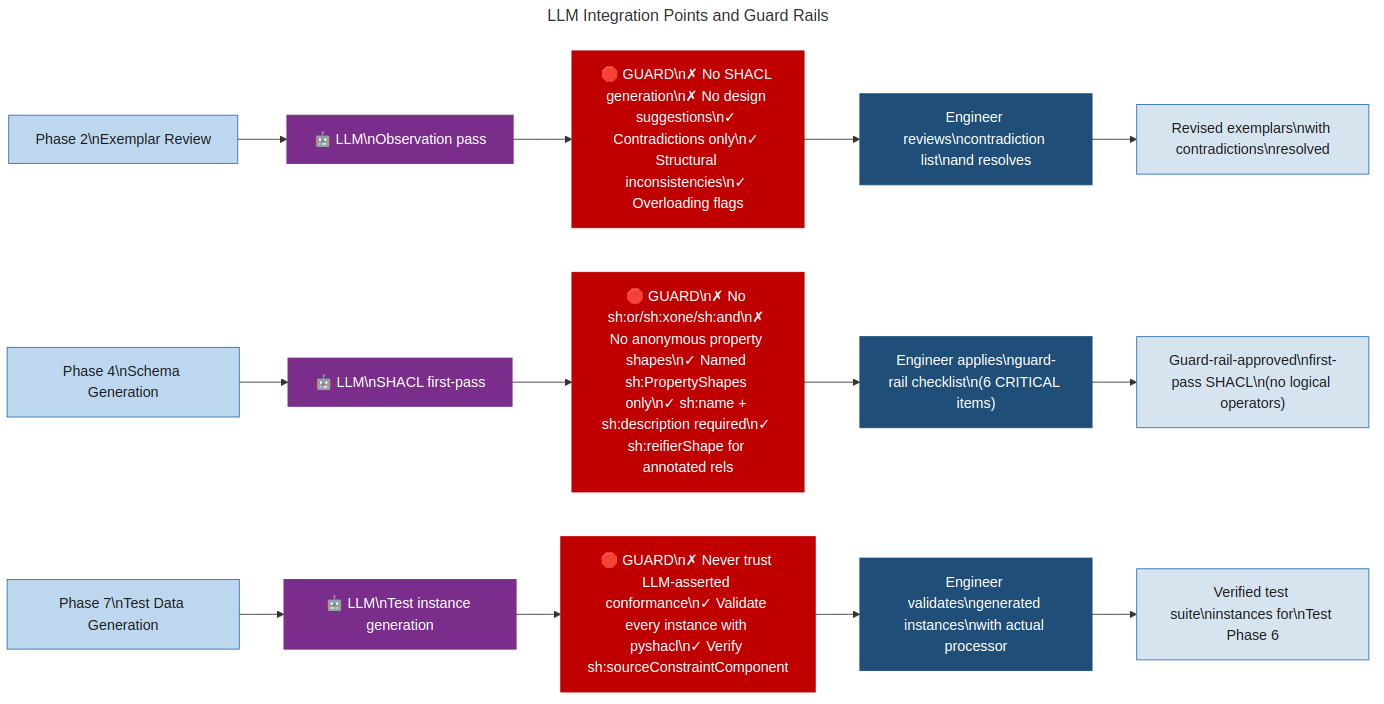 LLM Integration Points and Guard Rails
Phase 2\nExemplar Review
🤖 LLM\nObservation pass
🛑 GUARD\n✗ No SHACL
generation\n✗ No design
suggestions\n✓
Contradictions only\n✓
Structural
inconsistencies\n✓
Overloading flags
Engineer
reviews\ncontradiction
list\nand resolves
Revised exemplars\nwith
contradictions\nresolved
Phase 4\nSchema
Generation
🤖 LLM\nSHACL first-pass
🛑 GUARD\n✗ No
sh:or/sh:xone/sh:and\n✗
No anonymous property
shapes\n✓ Named
sh:PropertyShapes
only\n✓ sh:name +
sh:description required\n✓
sh:reifierShape for
annotated rels
Engineer applies\nguard-
rail checklist\n(6 CRITICAL
items)
Guard-rail-approved\nfirst-
pass SHACL\n(no logical
operators)
Phase 7\nTest Data
Generation
🤖 LLM\nTest instance
generation
🛑 GUARD\n✗ Never trust
LLM-asserted
conformance\n✓ Validate
every instance with
pyshacl\n✓ Verify
sh:sourceConstraintComponent
Engineer
validates\ngenerated
instances\nwith actual
processor
Verified test
suite\ninstances for\nTest
Phase 6